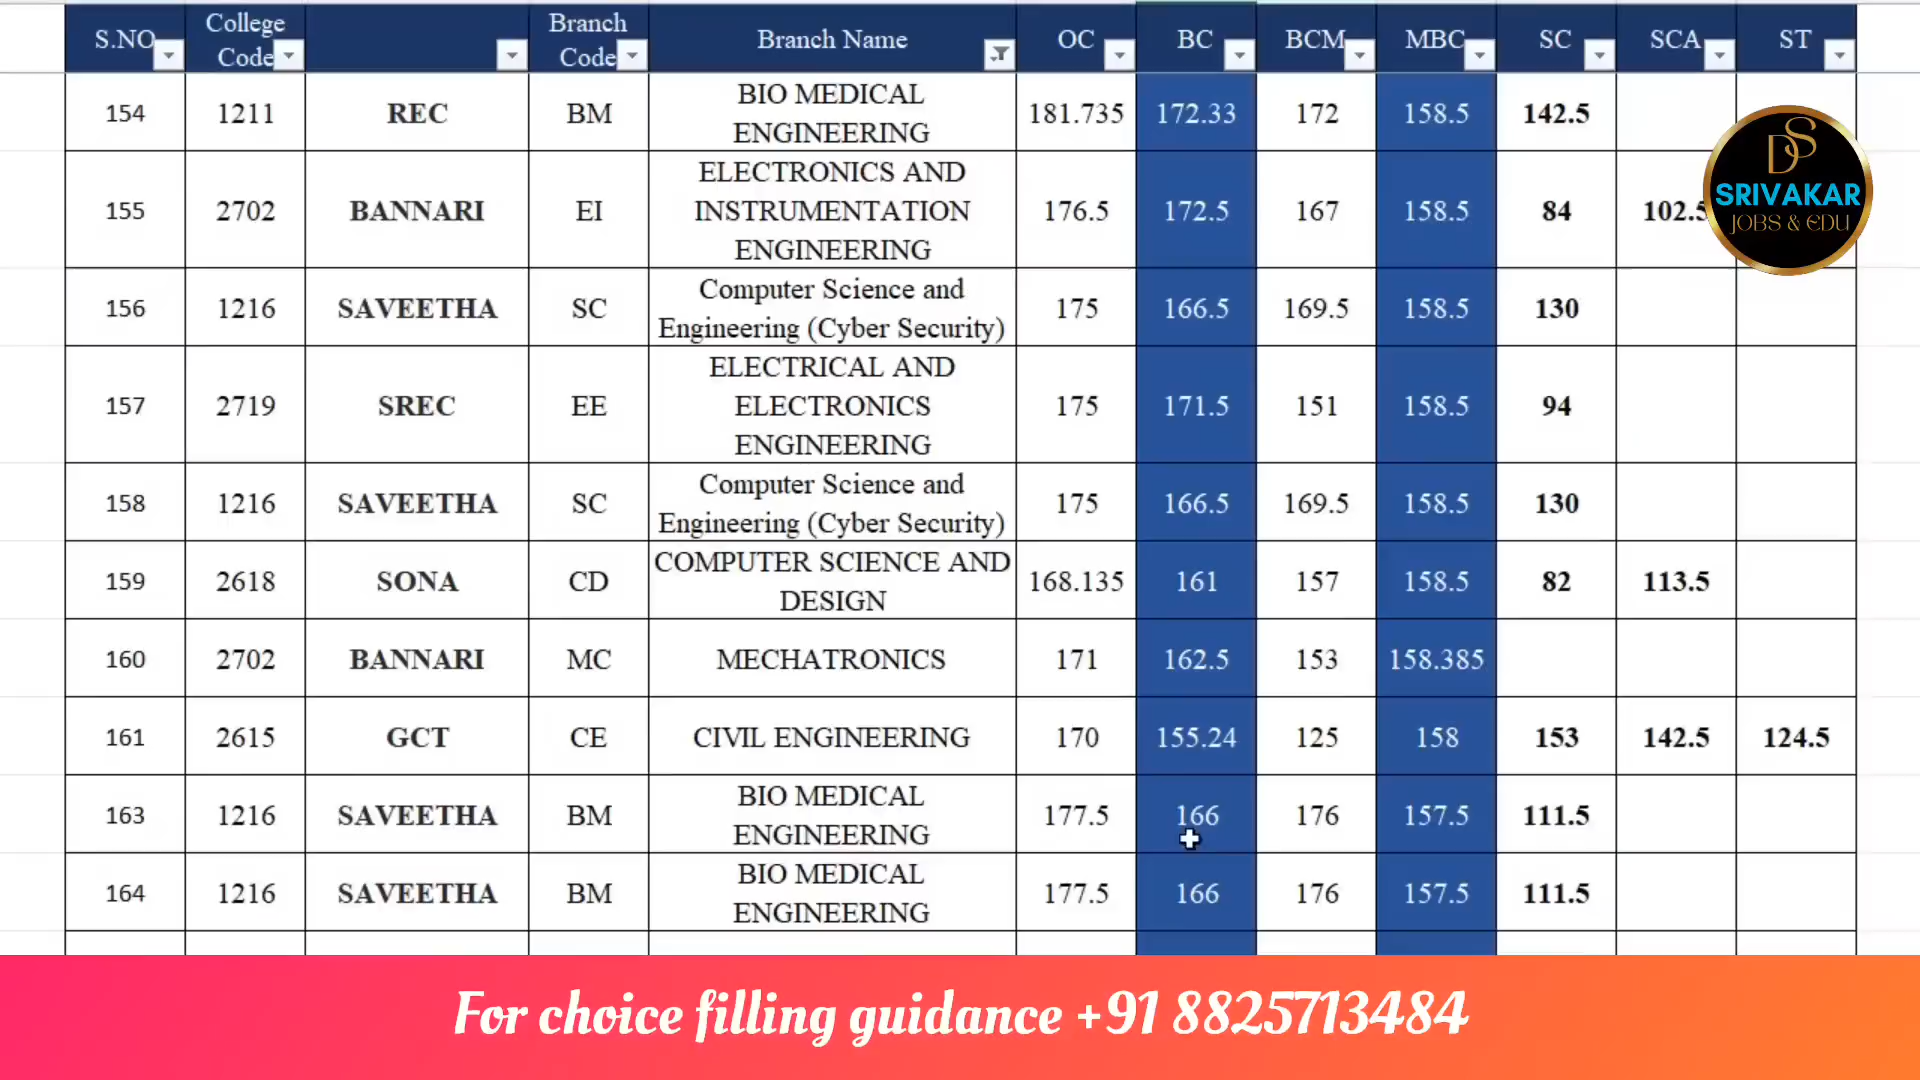 S.NO College Code Branch Code Branch Name OC BC BCM MBC SC SCA ST
154 1211 REC BM BIO MEDICAL ENGINEERING 181.735 172.33 172 158.5 142.5
155 2702 BANNARI EI ELECTRONICS AND INSTRUMENTATION ENGINEERING 176.5 172.5 167 158.5 84 102.5
156 1216 SAVEETHA SC Computer Science and Engineering (Cyber Security) 175 166.5 169.5 158.5 130
157 2719 SREC EE ELECTRICAL AND ELECTRONICS ENGINEERING 175 171.5 151 158.5 94
158 1216 SAVEETHA SC Computer Science and Engineering (Cyber Security) 175 166.5 169.5 158.5 130
159 2618 SONA CD COMPUTER SCIENCE AND DESIGN 168.135 161 157 158.5 82 113.5
160 2702 BANNARI MC MECHATRONICS 171 162.5 153 158.385
161 2615 GCT CE CIVIL ENGINEERING 170 155.24 125 158 153 142.5 124.5
163 1216 SAVEETHA BM BIO MEDICAL ENGINEERING 177.5 166 176 157.5 111.5
164 1216 SAVEETHA BM BIO MEDICAL ENGINEERING 177.5 166 176 157.5 111.5
DS
SRIVAKAR
JOBS & EDU
For choice filling guidance +91 8825713484